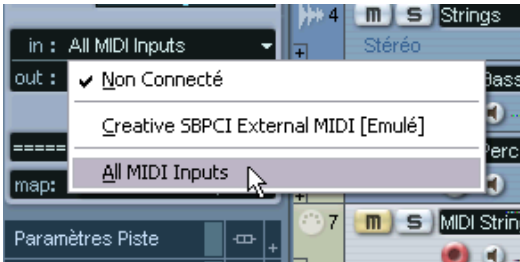 4 m S Strings
in : All MIDI Inputs
Stéréo
out :
✓ Non Connecté
Bass
Creative SBPCI External MIDI [Emulé]
=====
Perc
All MIDI Inputs
map:
7 m S MIDI Strin
Paramètres Piste